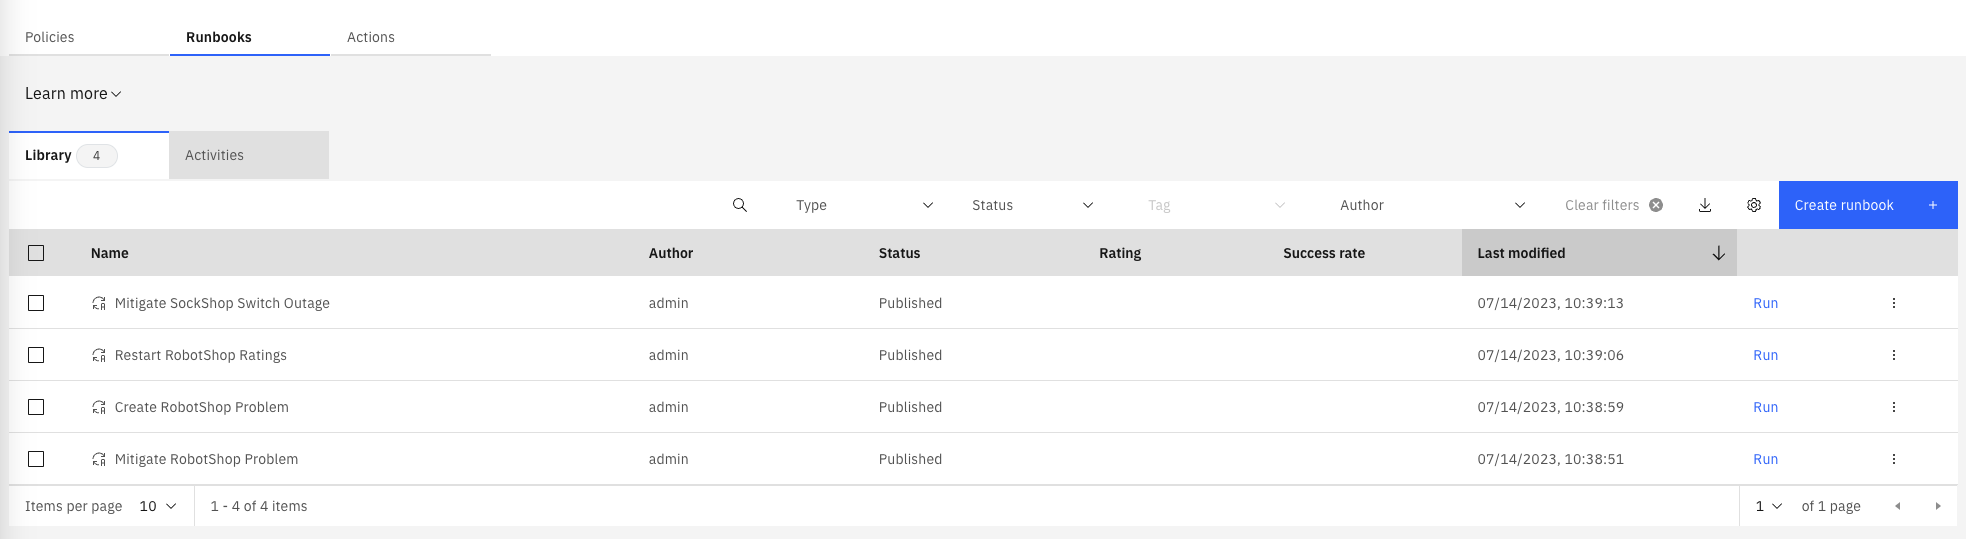 Policies Runbooks Actions
Learn more
Library 4 Activities
Type Status Tag Author Clear filters Create runbook +
Name Author Status Rating Success rate Last modified
Mitigate SockShop Switch Outage admin Published 07/14/2023, 10:39:13 Run
Restart RobotShop Ratings admin Published 07/14/2023, 10:39:06 Run
Create RobotShop Problem admin Published 07/14/2023, 10:38:59 Run
Mitigate RobotShop Problem admin Published 07/14/2023, 10:38:51 Run
Items per page 10 1 - 4 of 4 items 1 of 1 page